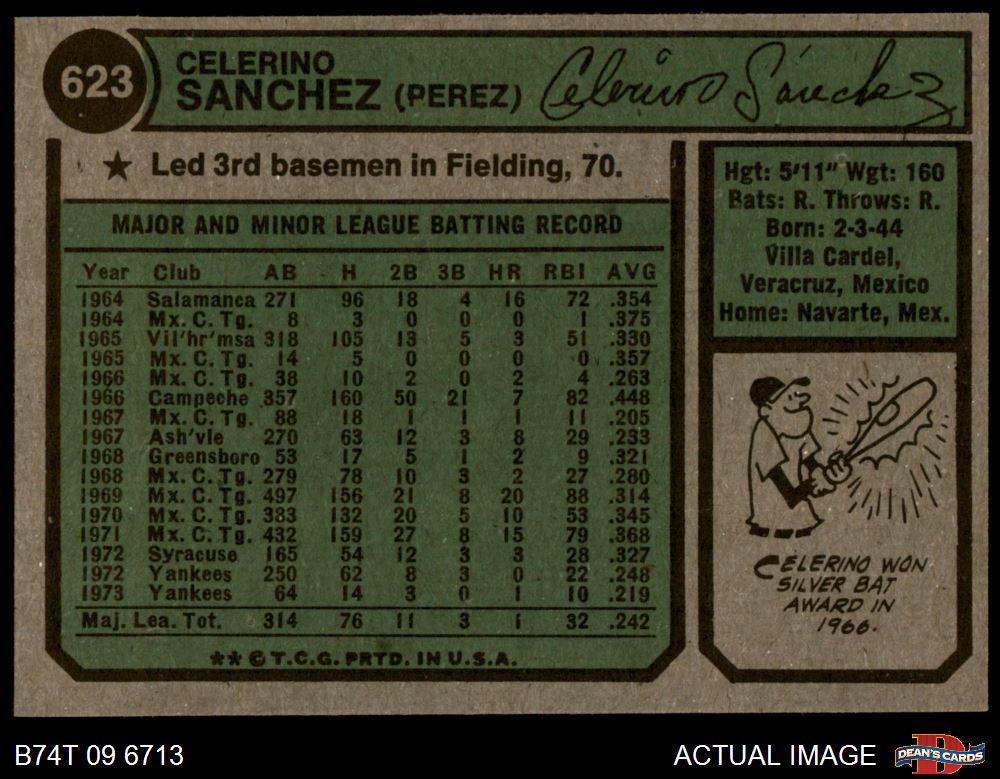 623
CELERINO
SANCHEZ (PEREZ)
Celerino Sánchez
★ Led 3rd basemen in Fielding, 70.
MAJOR AND MINOR LEAGUE BATTING RECORD
Year Club AB H 2B 3B HR RBI AVG
1964 Salamanca 271 96 18 4 16 72 .354
1964 Mx. C. Tg. 8 3 0 0 0 1 .375
1965 Vil'hr'msa 318 105 13 5 3 51 .330
1965 Mx. C. Tg. 14 5 0 0 0 0 .357
1966 Mx. C. Tg. 38 10 2 0 2 4 .263
1966 Campeche 357 160 50 21 7 82 .448
1967 Mx. C. Tg. 88 18 1 1 1 11 .205
1967 Ash'vle 270 63 12 3 8 29 .233
1968 Greensboro 53 17 5 1 2 9 .321
1968 Mx. C. Tg. 279 78 10 3 2 27 .280
1969 Mx. C. Tg. 497 156 21 8 20 88 .314
1970 Mx. C. Tg. 383 132 20 5 10 53 .345
1971 Mx. C. Tg. 432 159 27 8 15 79 .368
1972 Syracuse 165 54 12 3 3 28 .327
1972 Yankees 250 62 8 3 0 22 .248
1973 Yankees 64 14 3 0 1 10 .219
Maj. Lea. Tot. 314 76 11 3 1 32 .242
** © T.C.G. PRTD. IN U.S.A.
Hgt: 5'11" Wgt: 160
Bats: R. Throws: R.
Born: 2-3-44
Villa Cardel,
Veracruz, Mexico
Home: Navarte, Mex.
CELERINO WON
SILVER BAT
AWARD IN
1966.
B74T 09 6713
ACTUAL IMAGE
DEAN'S CARDS